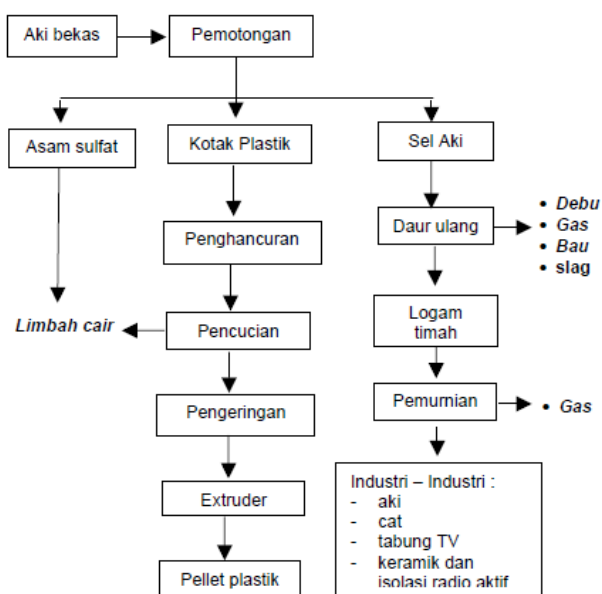 Aki bekas
Pemotongan
Asam sulfat
Kotak Plastik
Sel Aki
Penghancuran
Daur ulang
• Debu
• Gas
• Bau
• slag
Limbah cair
Pencucian
Logam
timah
Pengeringan
Pemurnian
• Gas
Extruder
Industri – Industri :
- aki
- cat
- tabung TV
- keramik dan
isolasi radio aktif
Pellet plastik